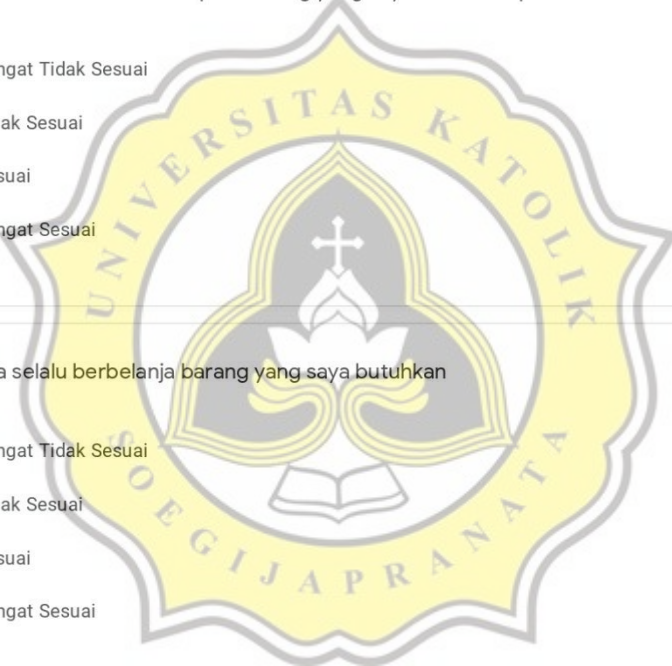 ngat Tidak Sesuai
ak Sesuai
suai
ngat Sesuai
a selalu berbelanja barang yang saya butuhkan
ngat Tidak Sesuai
ak Sesuai
suai
ngat Sesuai
UNIVERSITAS KATOLIK
SOEGIJAPRANATA